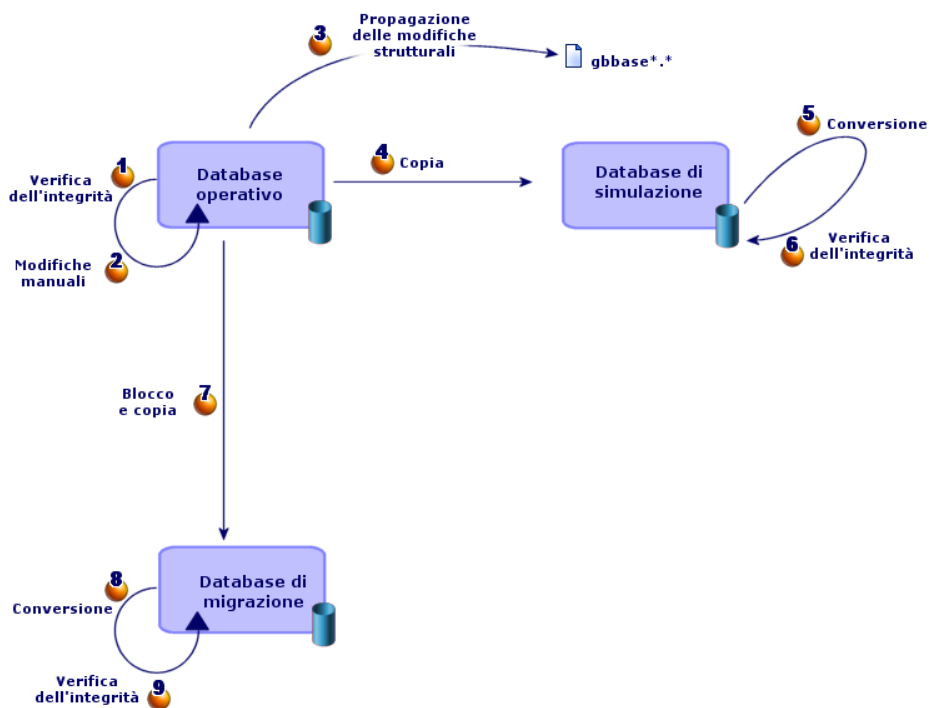 3
Propagazione
delle modifiche
strutturali
gbbase*.*
1
Verifica
dell'integrità
Database
operativo
4
Copia
Database di
simulazione
5
Conversione
2
Modifiche
manuali
6
Verifica
dell'integrità
Blocco
e copia
7
8
Conversione
Database di
migrazione
Verifica
dell'integrità
9